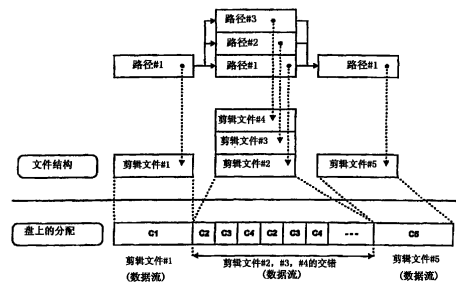 路径#3
路径#2
路径#1 路径#1 路径#1
剪辑文件#4
剪辑文件#3
文件结构 剪辑文件#1 剪辑文件#2 剪辑文件#5
盘上的分配 C1 C2 C3 C4 C2 C3 C4 --- C5
剪辑文件#1 剪辑文件#2, #3, #4的交错 剪辑文件#5
(数据流) (数据流) (数据流)